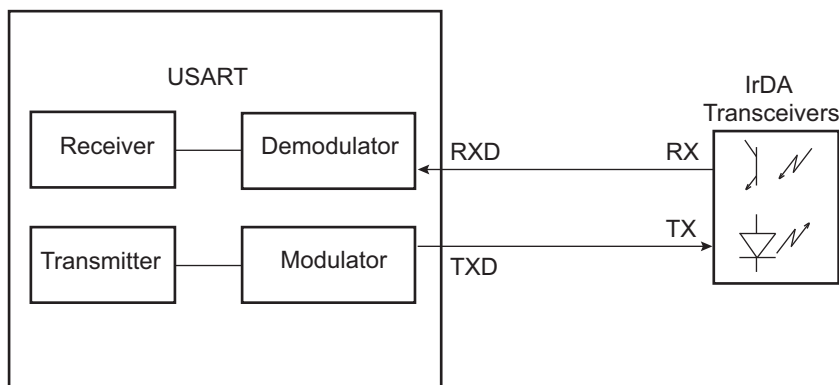 USART
IrDA
Transceivers
Receiver
Demodulator
RXD
RX
Transmitter
Modulator
TX
TXD